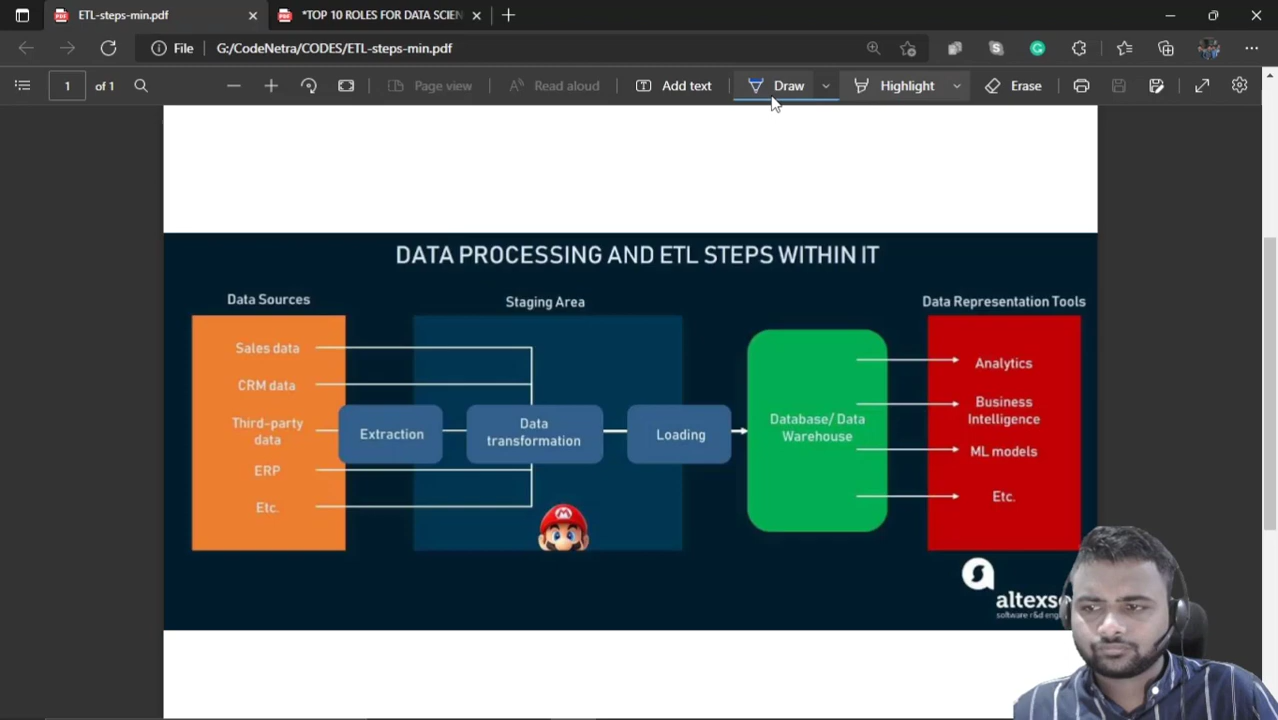 ETL-steps-min.pdf
*TOP 10 ROLES FOR DATA SCIEN
File G:/CodeNetra/CODES/ETL-steps-min.pdf
1 of 1 Page view Read aloud Add text Draw Highlight Erase
DATA PROCESSING AND ETL STEPS WITHIN IT
Data Sources
Sales data
CRM data
Third-party
data
ERP
Etc.
Extraction
Staging Area
Data
transformation
Loading
Database/ Data
Warehouse
Data Representation Tools
Analytics
Business
Intelligence
ML models
Etc.
altexso
software r&d engi